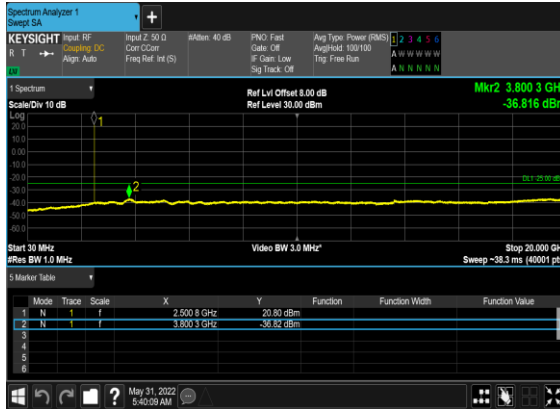 Spectrum Analyzer 1
Swept SA
+
KEYSIGHT Input: RF Input Z: 50 Ω #Atten: 40 dB PNO: Fast Avg Type: Power (RMS) 1 2 3 4 5 6
R T Coupling: DC Corr CCorr Gate: Off Avg|Hold: 100/100 A W W W W W
Align: Auto Freq Ref: Int (S) IF Gain: Low Trig: Free Run
Sig Track: Off A N N N N N
LU
1 Spectrum Ref Lvl Offset 8.00 dB Mkr2 3.800 3 GHz
Scale/Div 10 dB Ref Level 30.00 dBm -36.816 dBm
Log
20.0
10.0
0.00
-10.0
-20.0
-30.0
-40.0
-50.0
-60.0
1
2
DL1 -25.00 dB
Start 30 MHz Video BW 3.0 MHz* Stop 20.000 GH
#Res BW 1.0 MHz Sweep ~38.3 ms (40001 pt
5 Marker Table
Mode Trace Scale X Y Function Function Width Function Value
1 N 1 f 2.500 8 GHz 20.80 dBm
2 N 1 f 3.800 3 GHz -36.82 dBm
3
4
5
6
? May 31, 2022
5:40:09 AM